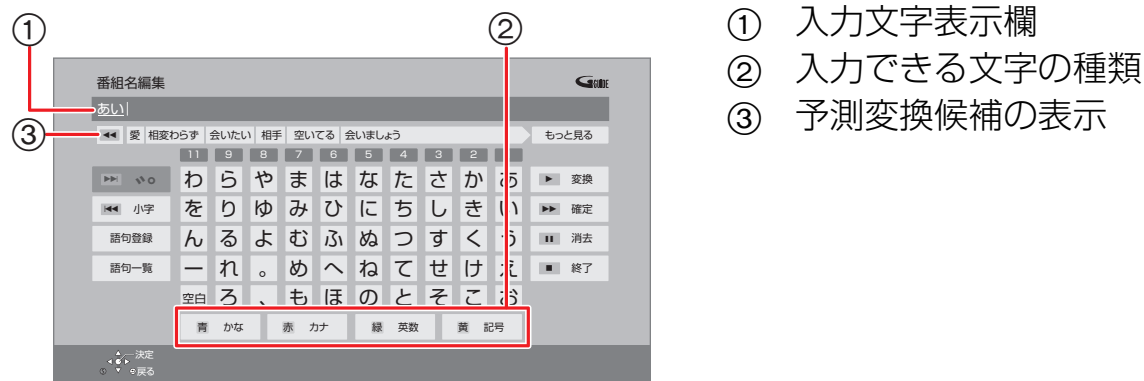 ① ②
① 入力文字表示欄
② 入力できる文字の種類
③ 予測変換候補の表示
番組名編集 G GUIDE
あい
③
愛 相変わらず 会いたい 相手 空いてる 会いましょう もっと見る
11 9 8 7 6 5 4 3 2
゛゜ わ ら や ま は な た さ か あ 変換
小字 を り ゆ み ひ に ち し き い 確定
語句登録 ん る よ む ふ ぬ つ す く う 消去
語句一覧 ー れ 。 め へ ね て せ け え 終了
空白 ろ 、 も ほ の と そ こ お
青 かな 赤 カナ 緑 英数 黄 記号
決定
戻る